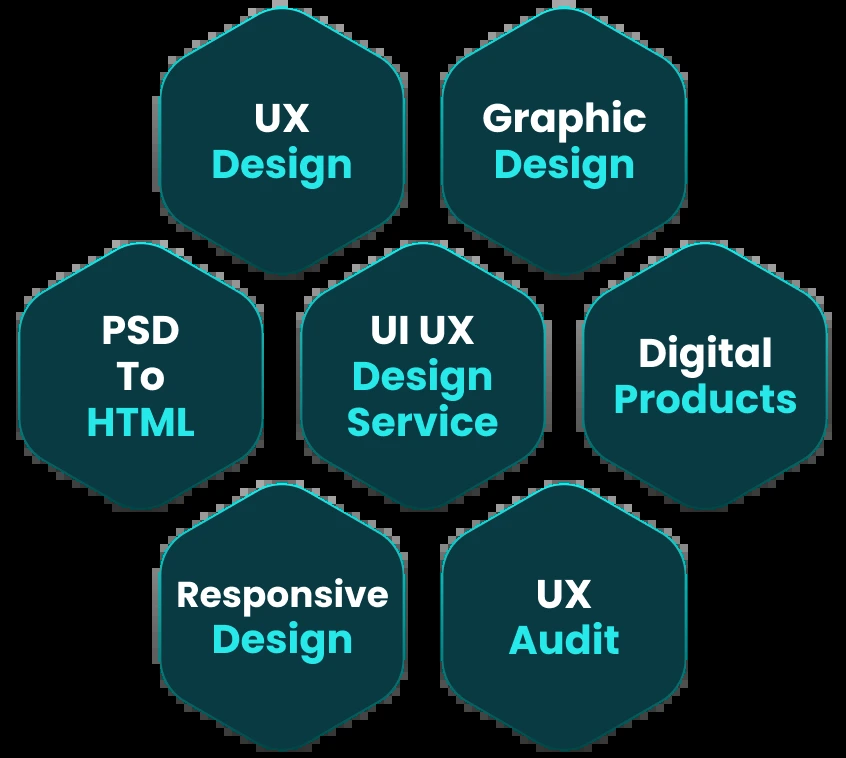 UX
Design
Graphic
Design
PSD
To
HTML
UI UX
Design
Service
Digital
Products
Responsive
Design
UX
Audit